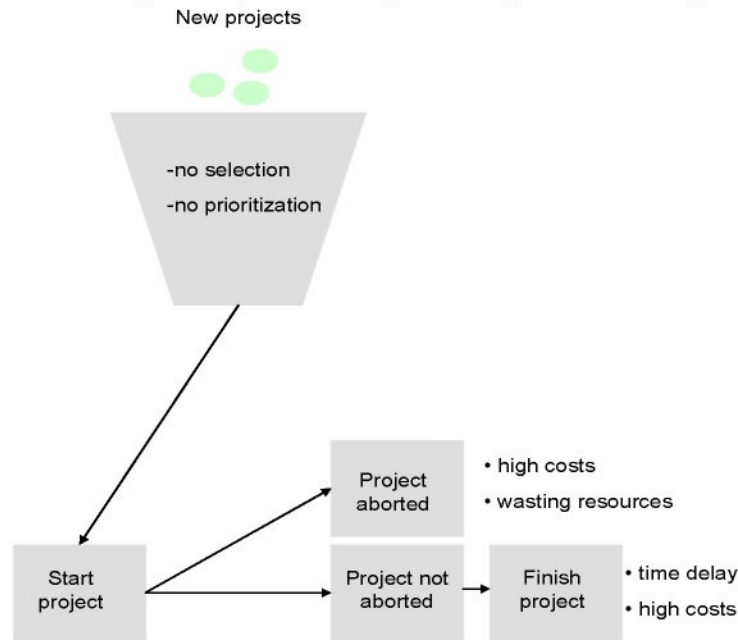 New projects
-no selection
-no prioritization
Project
aborted
• high costs
• wasting resources
Start
project
Project not
aborted
Finish
project
• time delay
• high costs